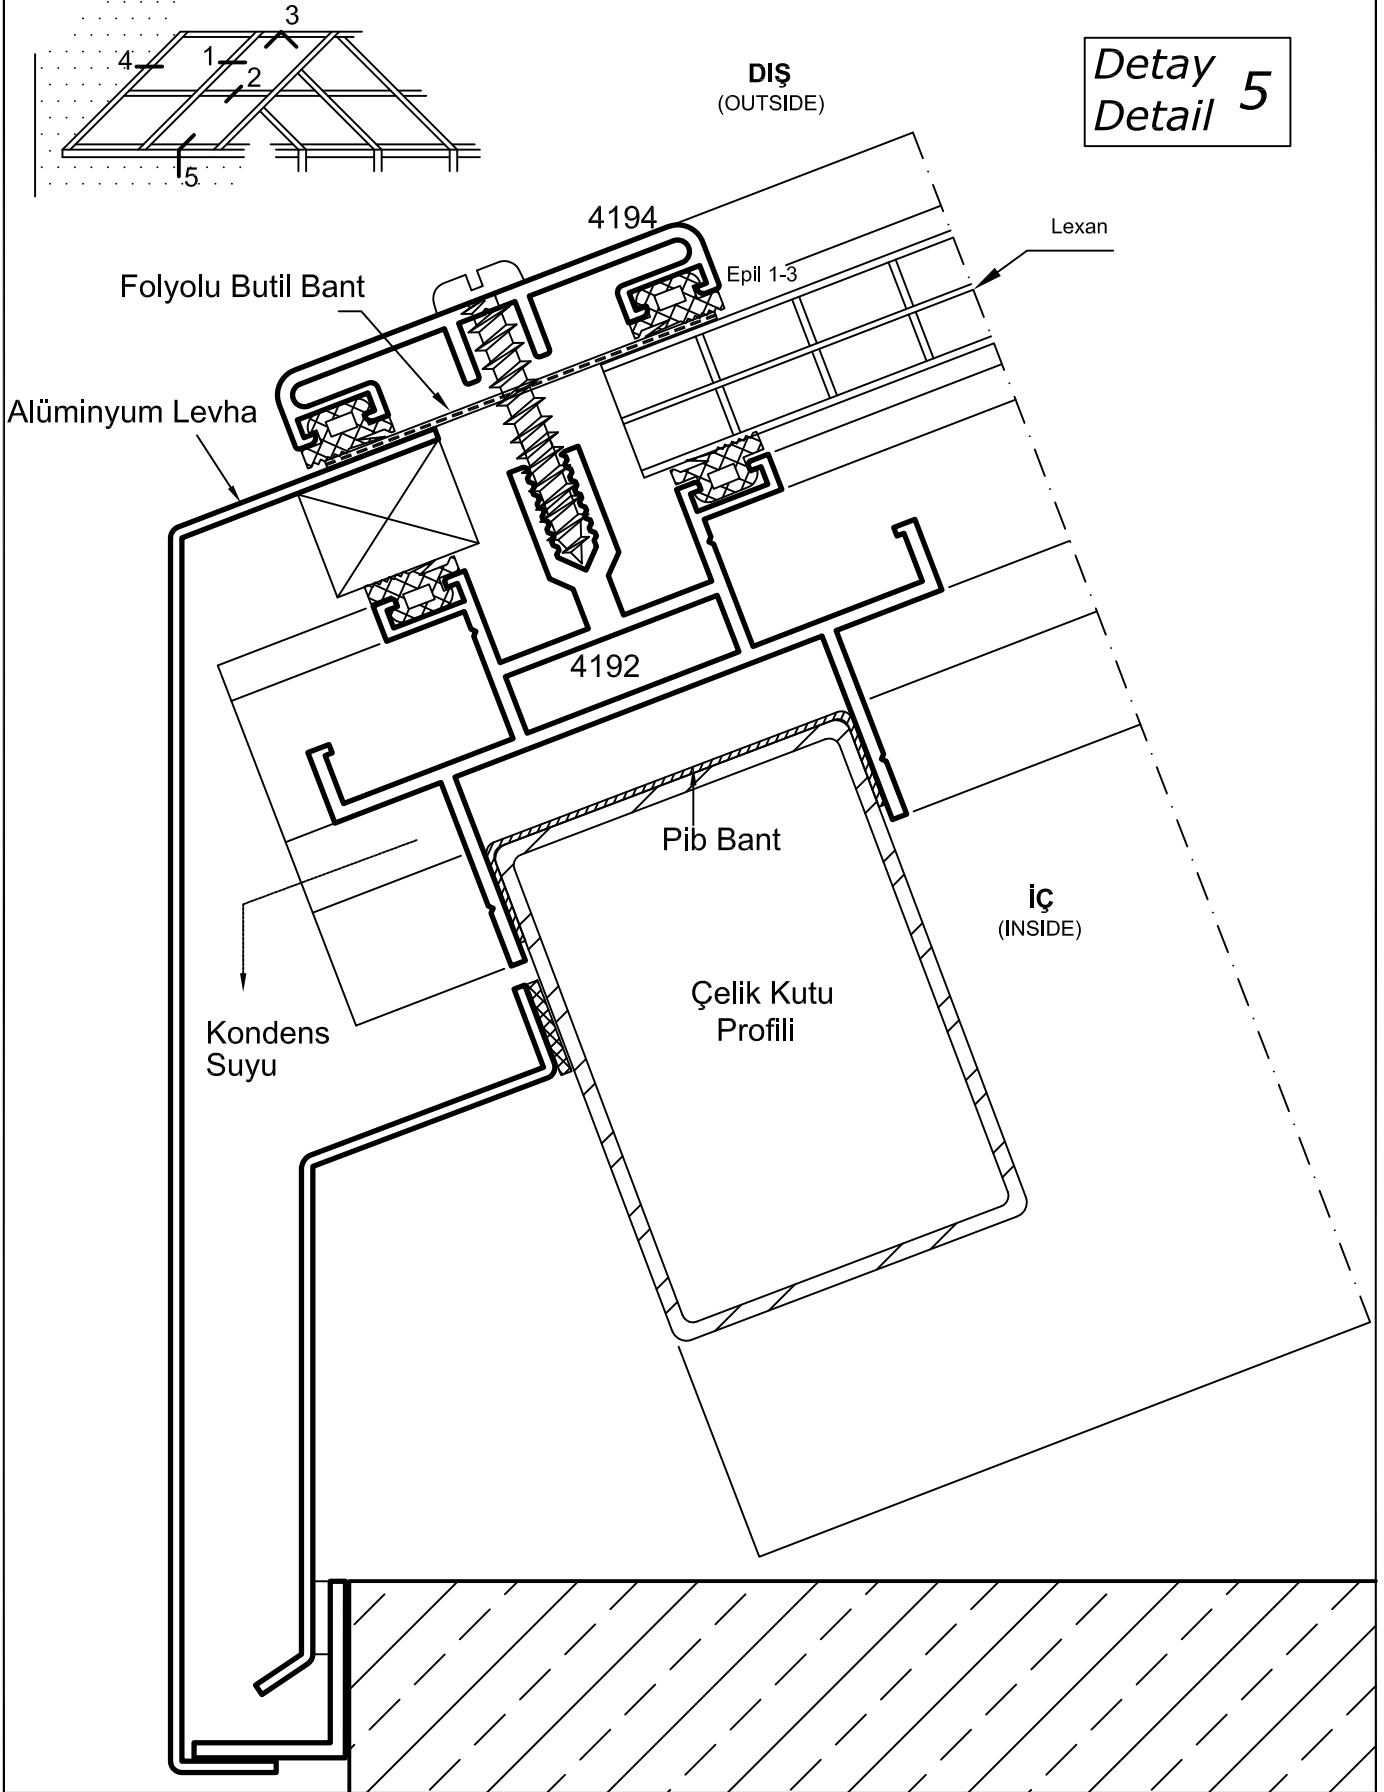 3
4
1
2
5
DIŞ
(OUTSIDE)
Detay
Detail 5
4194
Lexan
Epil 1-3
Folyolu Butil Bant
Alüminyum Levha
4192
Pib Bant
İÇ
(INSIDE)
Çelik Kutu
Profili
Kondens
Suyu